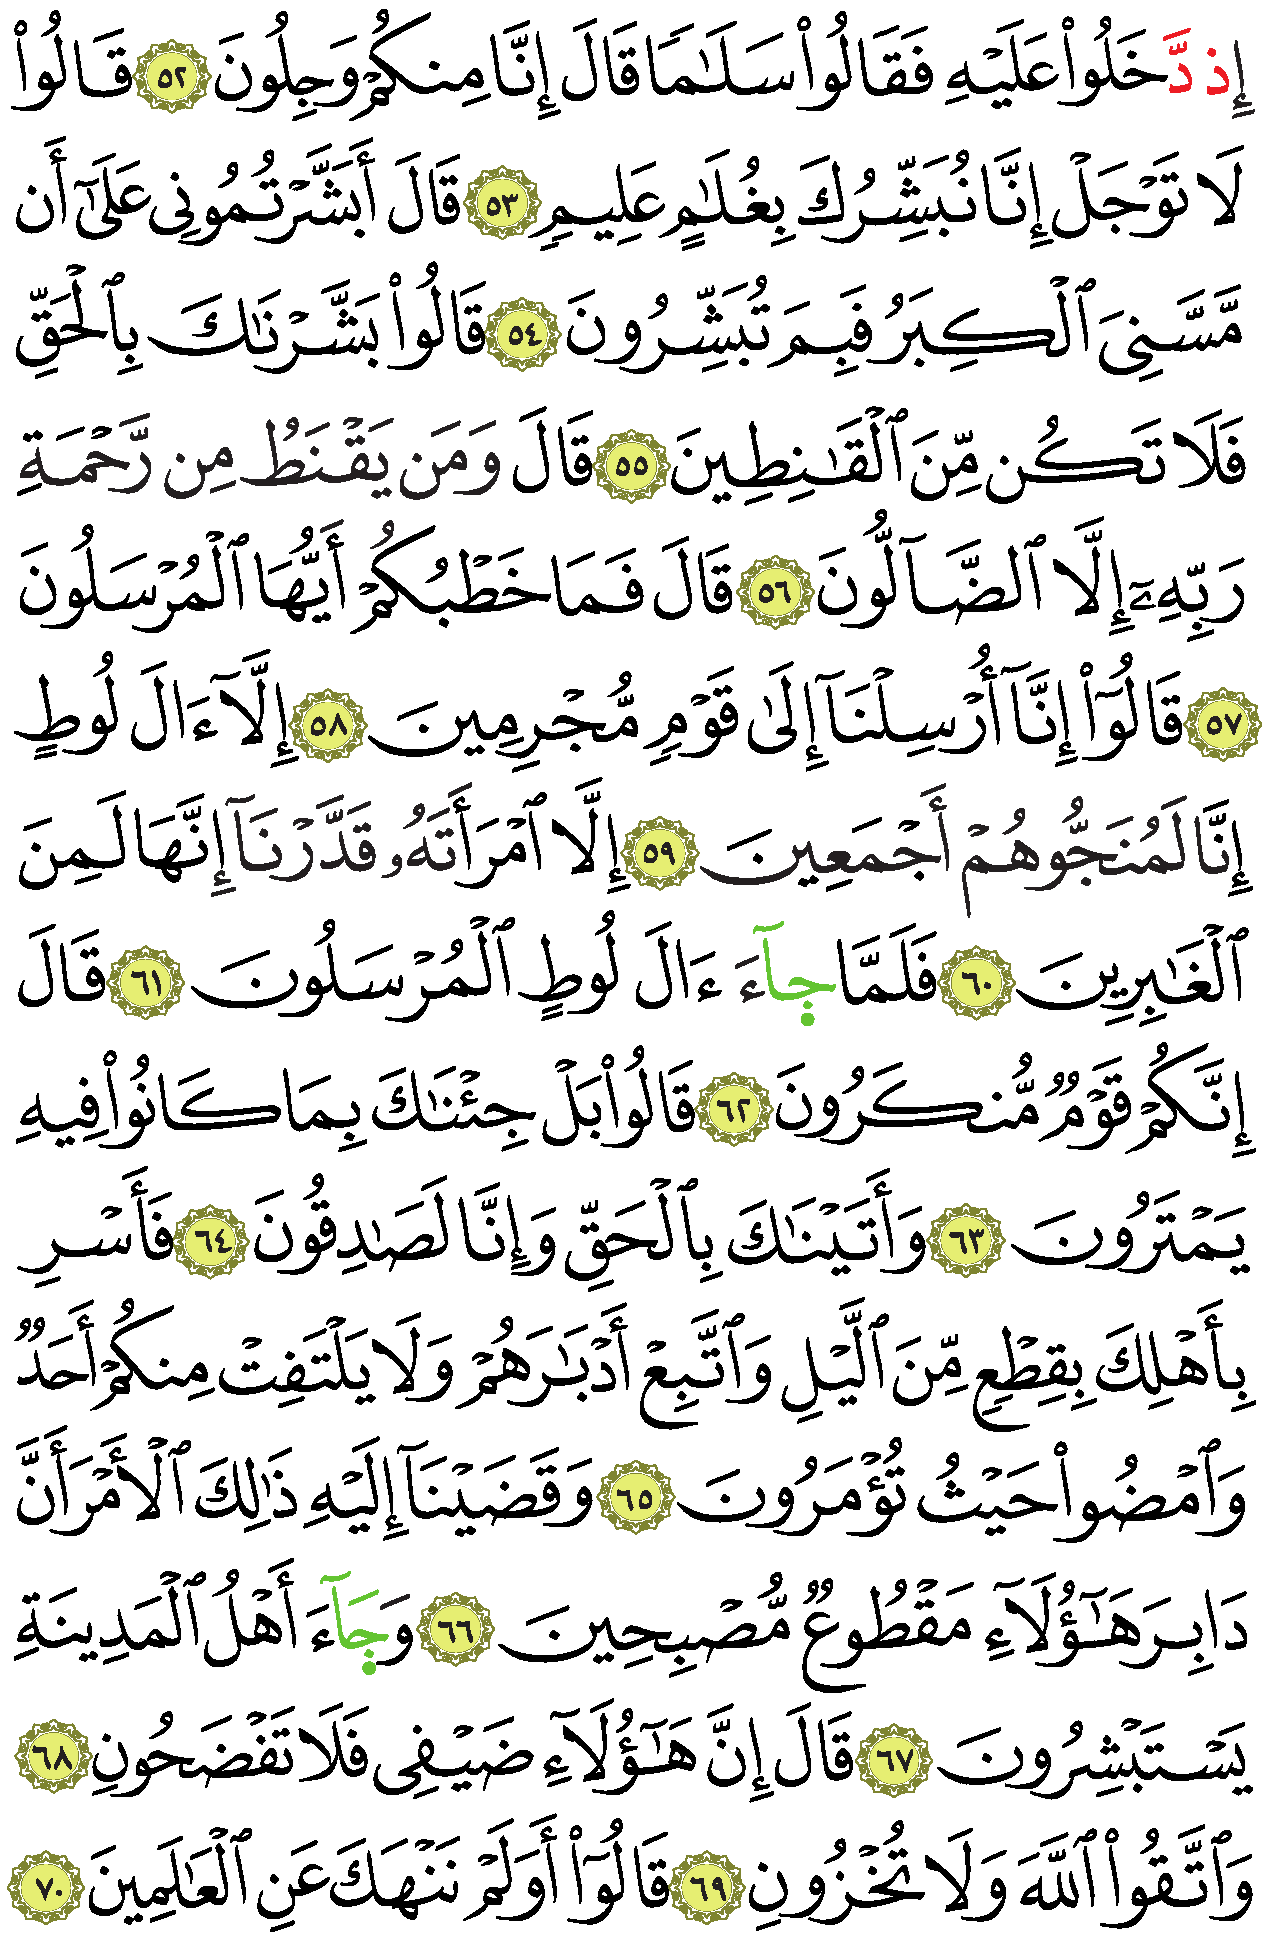 إِذ دَّخَلُوا۟ عَلَيْهِ فَقَالُوا۟ سَلَـٰمًا قَالَ إِنَّا مِنكُمْ وَجِلُونَ ٥٢ قَالُوا۟
لَا تَوْجَلْ إِنَّا نُبَشِّرُكَ بِغُلَـٰمٍ عَلِيمٍ ٥٣ قَالَ أَبَشَّرْتُمُونِى عَلَىٰٓ أَن
مَّسَّنِىَ ٱلْكِبَرُ فَبِمَ تُبَشِّرُونَ ٥٤ قَالُوا۟ بَشَّرْنَـٰكَ بِٱلْحَقِّ
فَلَا تَكُن مِّنَ ٱلْقَـٰنِطِينَ ٥٥ قَالَ وَمَن يَقْنَطُ مِن رَّحْمَةِ
رَبِّهِۦٓ إِلَّا ٱلضَّآلُّونَ ٥٦ قَالَ فَمَا خَطْبُكُمْ أَيُّهَا ٱلْمُرْسَلُونَ
٥٧ قَالُوٓا۟ إِنَّآ أُرْسِلْنَآ إِلَىٰ قَوْمٍ مُّجْرِمِينَ ٥٨ إِلَّآ ءَالَ لُوطٍ
إِنَّا لَمُنَجُّوهُمْ أَجْمَعِينَ ٥٩ إِلَّا ٱمْرَأَتَهُۥ قَدَّرْنَآ إِنَّهَا لَمِنَ
ٱلْغَـٰبِرِينَ ٦٠ فَلَمَّا جَآءَ ءَالَ لُوطٍ ٱلْمُرْسَلُونَ ٦١ قَالَ
إِنَّكُمْ قَوْمٌ مُّنكَرُونَ ٦٢ قَالُوا۟ بَلْ جِئْنَـٰكَ بِمَا كَانُوا۟ فِيهِ
يَمْتَرُونَ ٦٣ وَأَتَيْنَـٰكَ بِٱلْحَقِّ وَإِنَّا لَصَـٰدِقُونَ ٦٤ فَأَسْرِ
بِأَهْلِكَ بِقِطْعٍ مِّنَ ٱلَّيْلِ وَٱتَّبِعْ أَدْبَـٰرَهُمْ وَلَا يَلْتَفِتْ مِنكُمْ أَحَدٌ
وَٱمْضُوا۟ حَيْثُ تُؤْمَرُونَ ٦٥ وَقَضَيْنَآ إِلَيْهِ ذَٰلِكَ ٱلْأَمْرَ أَنَّ
دَابِرَ هَـٰٓؤُلَآءِ مَقْطُوعٌ مُّصْبِحِينَ ٦٦ وَجَآءَ أَهْلُ ٱلْمَدِينَةِ
يَسْتَبْشِرُونَ ٦٧ قَالَ إِنَّ هَـٰٓؤُلَآءِ ضَيْفِى فَلَا تَفْضَحُونِ ٦٨
وَٱتَّقُوا۟ ٱللَّهَ وَلَا تُخْزُونِ ٦٩ قَالُوٓا۟ أَوَلَمْ نَنْهَكَ عَنِ ٱلْعَـٰلَمِينَ ٧٠